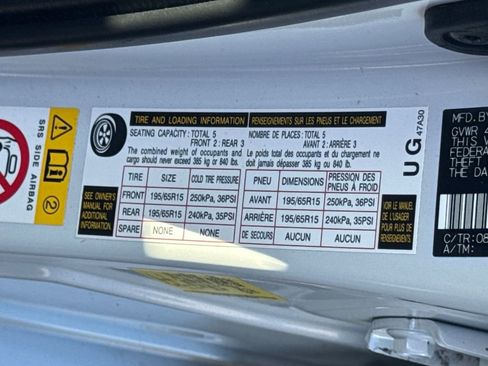 SRS SIDE AIRBAG
2
TIRE AND LOADING INFORMATION
SEATING CAPACITY: TOTAL 5
FRONT 2 : REAR 3
The combined weight of occupants and
cargo should never exceed 385 kg or 840 lbs.
RENSEIGNEMENTS SUR LES PNEUS ET LE CHARGEMENT
NOMBRE DE PLACES: TOTAL 5
AVANT 2 : ARRIÈRE 3
Le poids total des occupants et du chargement ne
doit jamais dépasser 385 kg ou 840 lb.
SEE OWNER'S
MANUAL FOR
ADDITIONAL
INFORMATION
TIRE SIZE COLD TIRE PRESSURE
FRONT 195/65R15 250kPa, 36PSI
REAR 195/65R15 240kPa, 35PSI
SPARE NONE NONE
PNEU DIMENSIONS PRESSION DES PNEUS À FROID
AVANT 195/65R15 250kPa, 36PSI
ARRIÈRE 195/65R15 240kPa, 35PSI
DE SECOURS AUCUN AUCUN
VOIR LE MANUEL
DE L'USAGER
POUR PLUS DE
RENSEIGNEMENTS
UG
47A30
MFD.BY
GVWR 4
THIS V
FEDERA
THEFT
THE DA
C/TR:08
A/TM: